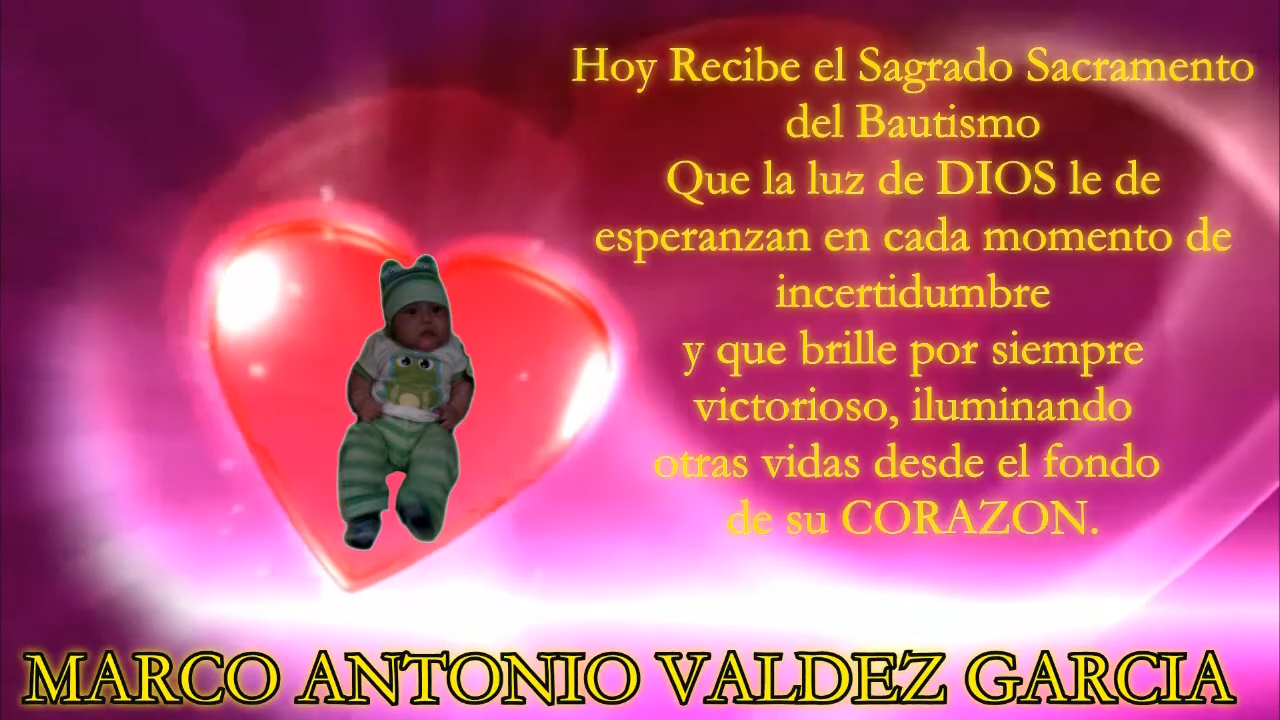 Hoy Recibe el Sagrado Sacramento
del Bautismo
Que la luz de DIOS le de
esperanzan en cada momento de
incertidumbre
y que brille por siempre
victorioso, iluminando
otras vidas desde el fondo
de su CORAZON.
MARCO ANTONIO VALDEZ GARCIA